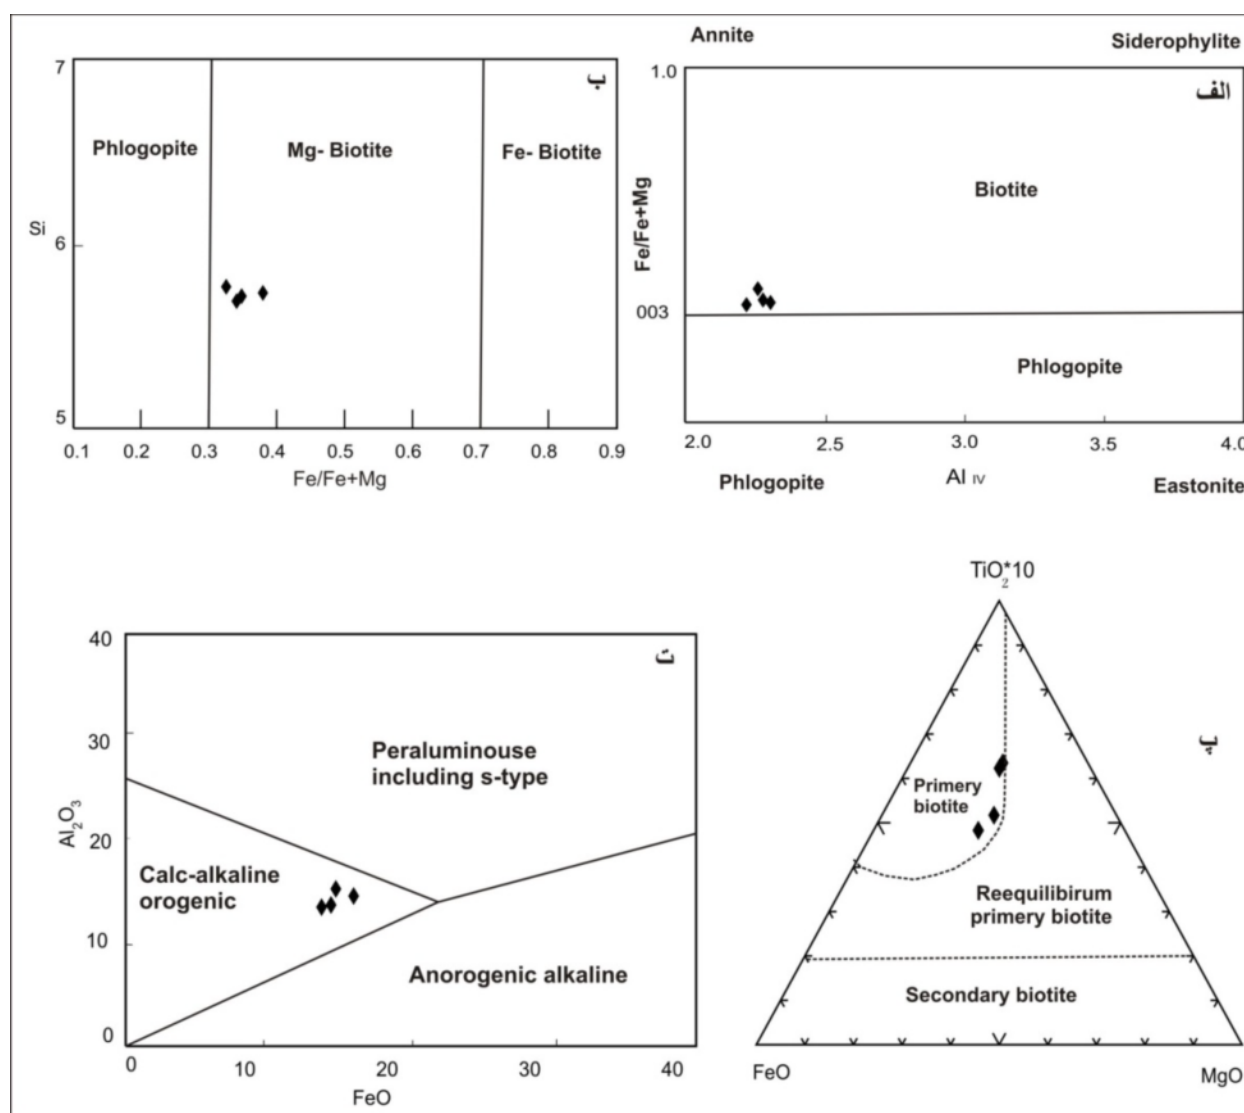 7
ب
Phlogopite
Mg- Biotite
Fe- Biotite
Si
6
5
0.1 0.2 0.3 0.4 0.5 0.6 0.7 0.8 0.9
Fe/Fe+Mg
Annite
Siderophylite
1.0
الف
Fe/Fe+Mg
Biotite
003
Phlogopite
2.0 2.5 3.0 3.5 4.0
Phlogopite
Al IV
Eastonite
40
30
20
10
0
Al2O3
Peraluminouse
including s-type
Calc-alkaline
orogenic
Anorogenic alkaline
0 10 20 30 40
FeO
TiO2*10
Primery
biotite
Reequilibirum
primery biotite
Secondary biotite
FeO
MgO